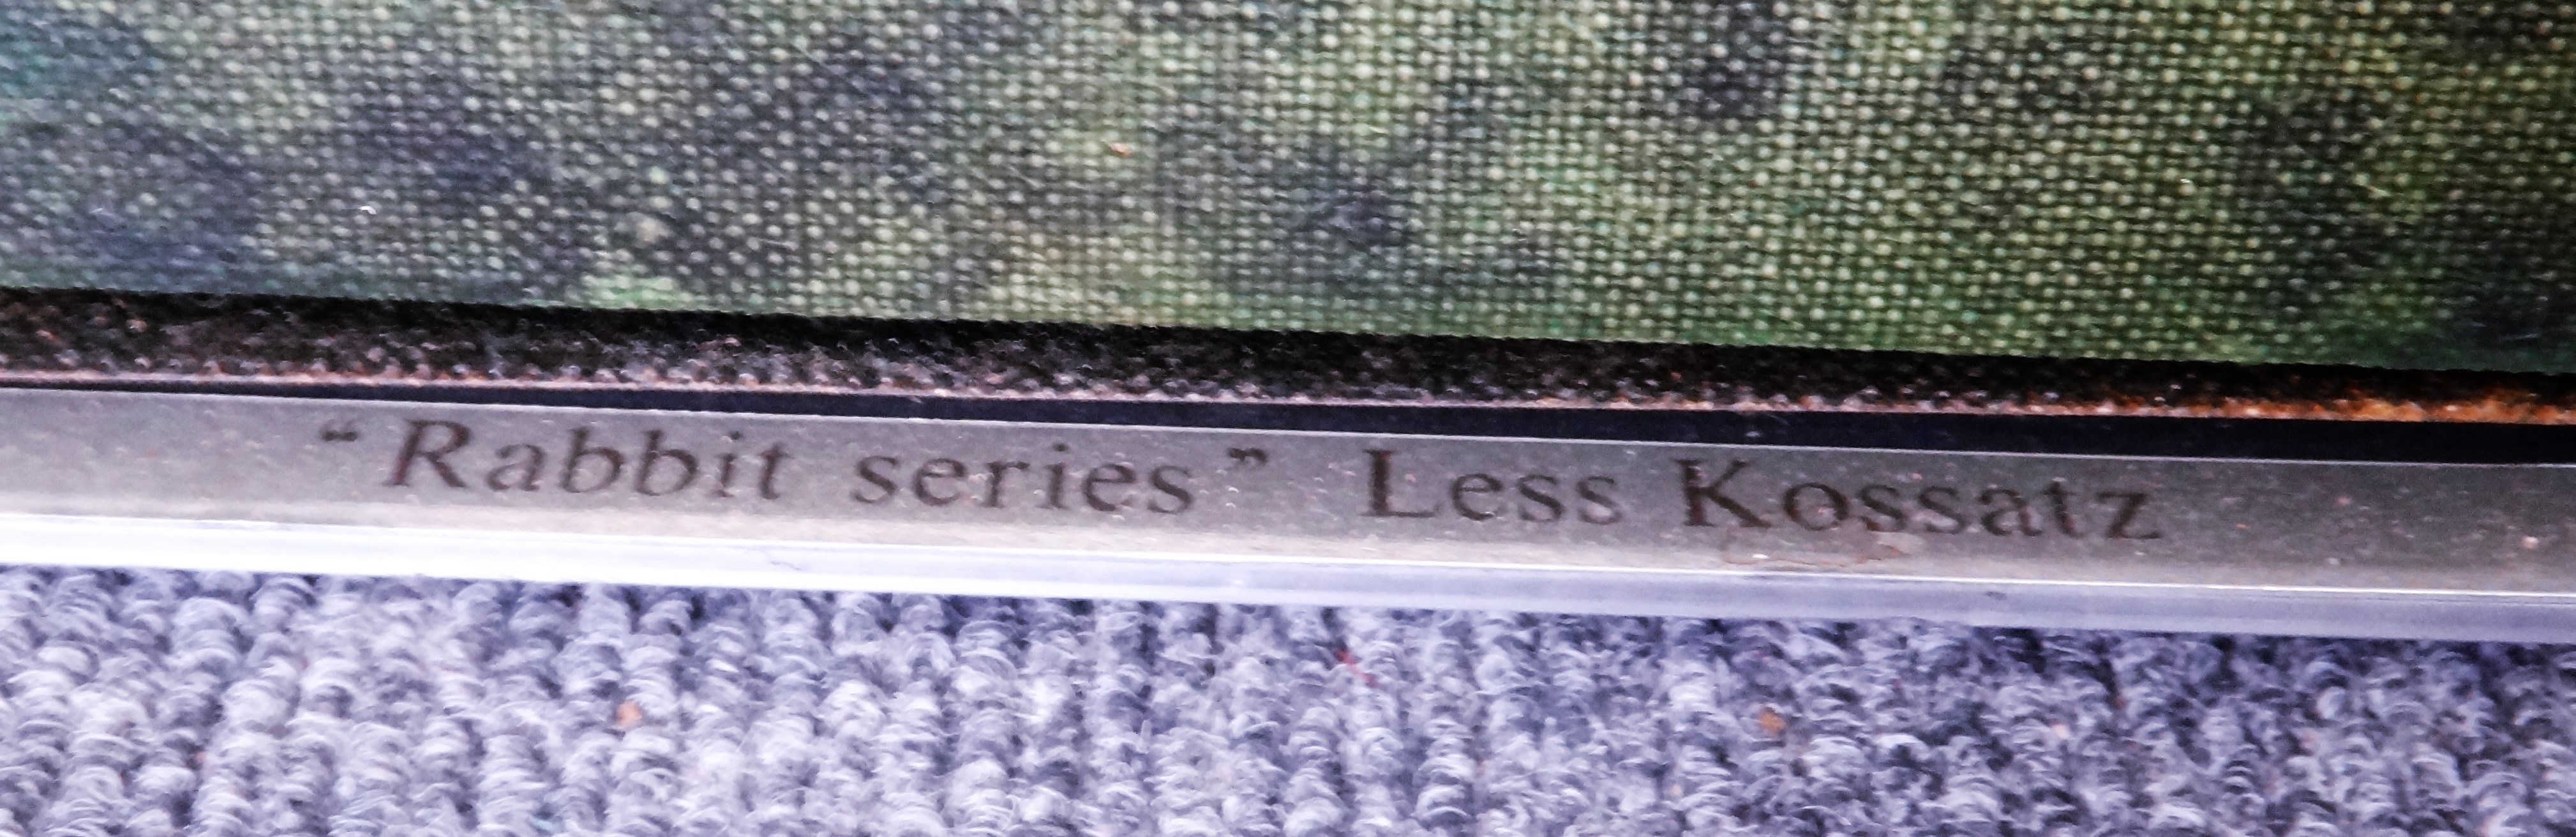 “Rabbit series” Less Kossatz